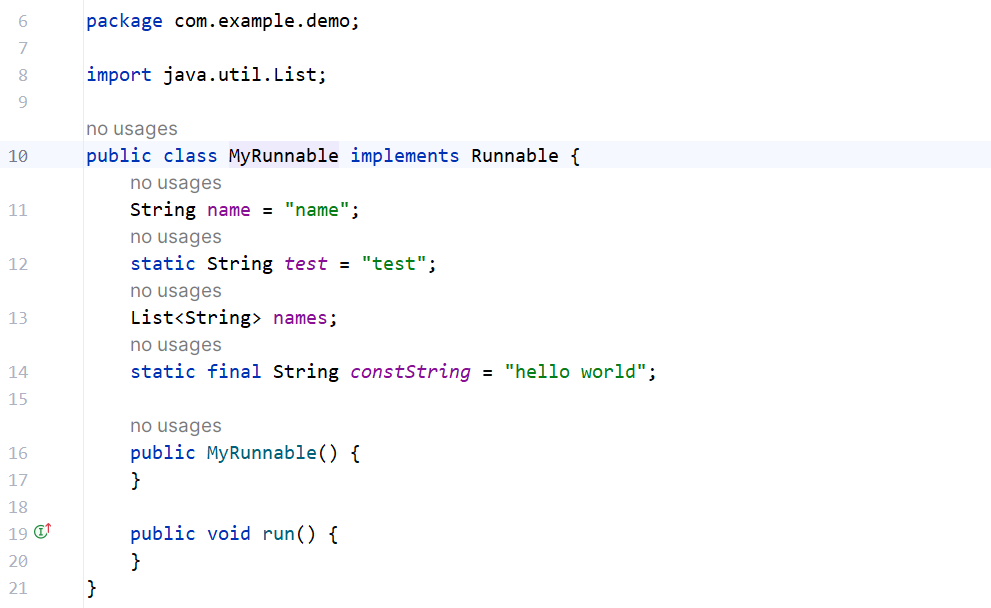 6 package com.example.demo;
7
8 import java.util.List;
9
no usages
10 public class MyRunnable implements Runnable {
no usages
11 String name = "name";
no usages
12 static String test = "test";
no usages
13 List<String> names;
no usages
14 static final String constString = "hello world";
15
no usages
16 public MyRunnable() {
17 }
18
19 public void run() {
20 }
21 }